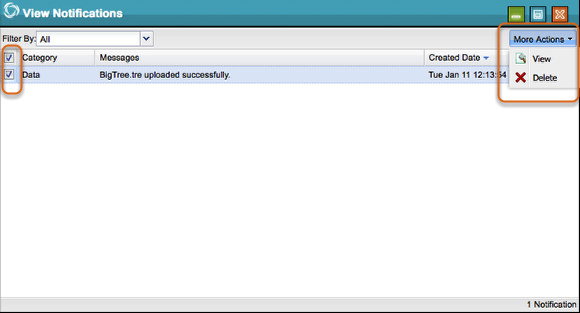 View Notifications
Filter By: All
More Actions
Category Messages Created Date
View
Data BigTree.tre uploaded successfully. Tue Jan 11 12:13:54
Delete
1 Notification